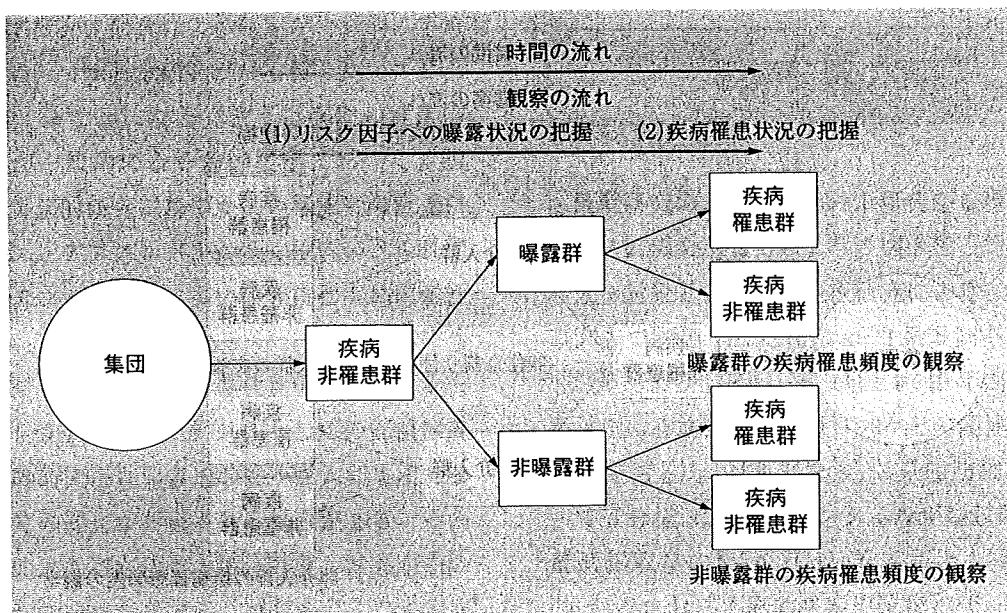 時間の流れ
観察の流れ
(1)リスク因子への曝露状況の把握 (2)疾病罹患状況の把握
疾病
罹患群
曝露群
疾病
非罹患群
集団
疾病
非罹患群
曝露群の疾病罹患頻度の観察
疾病
罹患群
非曝露群
疾病
非罹患群
非曝露群の疾病罹患頻度の観察